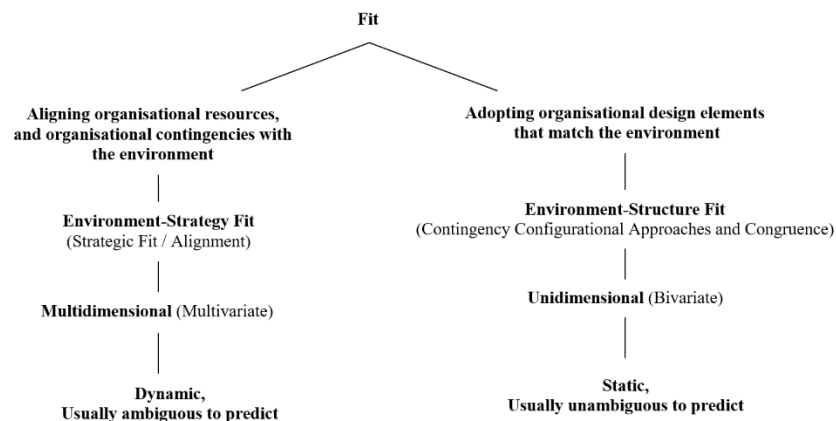 Fit
Aligning organisational resources,
and organisational contingencies with
the environment
Adopting organisational design elements
that match the environment
Environment-Strategy Fit
(Strategic Fit / Alignment)
Environment-Structure Fit
(Contingency Configurational Approaches and Congruence)
Multidimensional (Multivariate)
Unidimensional (Bivariate)
Dynamic,
Usually ambiguous to predict
Static,
Usually unambiguous to predict